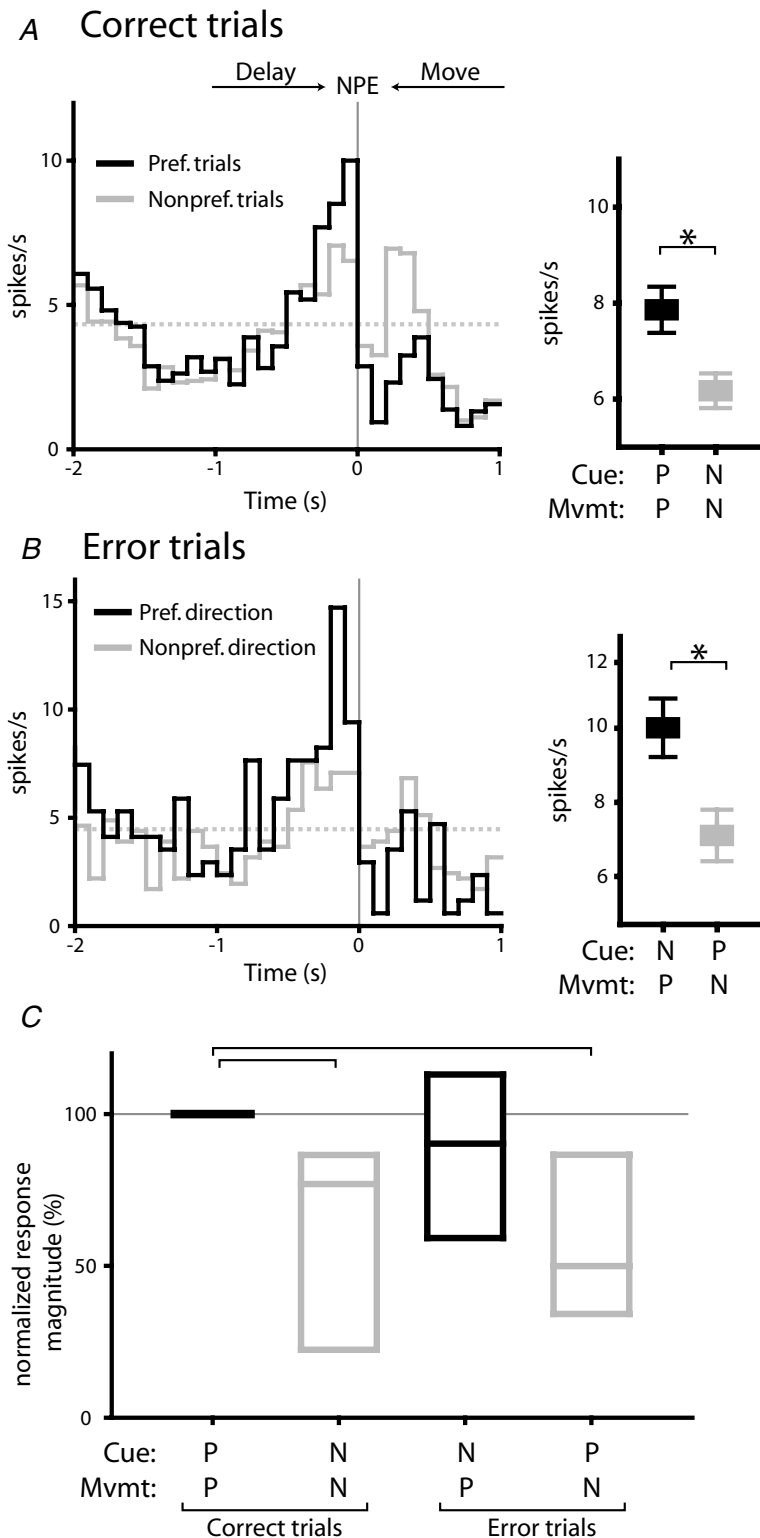 A Correct trials
Delay NPE Move
Pref. trials
Nonpref. trials
spikes/s
10
5
0
-2 -1 0 1
Time (s)
spikes/s
10
8
6
*
Cue: P N
Mvmt: P N
B Error trials
Pref. direction
Nonpref. direction
spikes/s
15
10
5
0
-2 -1 0 1
Time (s)
spikes/s
12
10
8
6
*
Cue: N P
Mvmt: P N
C
normalized response
magnitude (%)
100
50
0
Cue: P N N P
Mvmt: P N P N
Correct trials Error trials